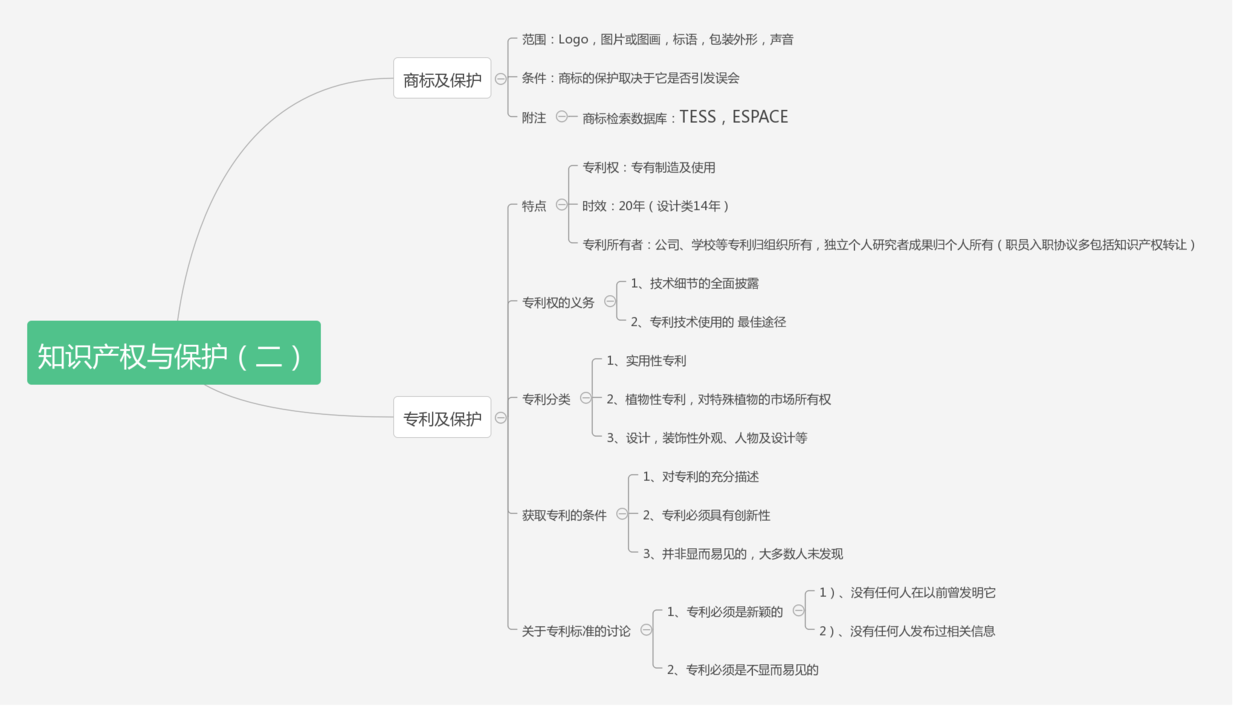 知识产权与保护（二）
商标及保护
范围：Logo，图片或图画，标语，包装外形，声音
条件：商标的保护取决于它是否引发误会
附注
商标检索数据库：TESS，ESPACE
专利及保护
特点
专利权：专有制造及使用
时效：20年（设计类14年）
专利所有者：公司、学校等专利归组织所有，独立个人研究者成果归个人所有（职员入职协议多包括知识产权转让）
专利权的义务
1、技术细节的全面披露
2、专利技术使用的 最佳途径
专利分类
1、实用性专利
2、植物性专利，对特殊植物的市场所有权
3、设计，装饰性外观、人物及设计等
获取专利的条件
1、对专利的充分描述
2、专利必须具有创新性
3、并非显而易见的，大多数人未发现
关于专利标准的讨论
1、专利必须是新颖的
1）、没有任何人在以前曾发明它
2）、没有任何人发布过相关信息
2、专利必须是不显而易见的